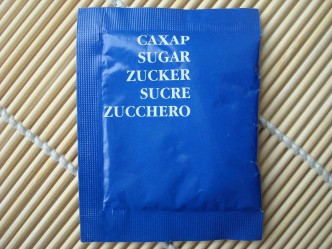 САХАР
SUGAR
ZUCKER
SUCRE
ZUCCHERO